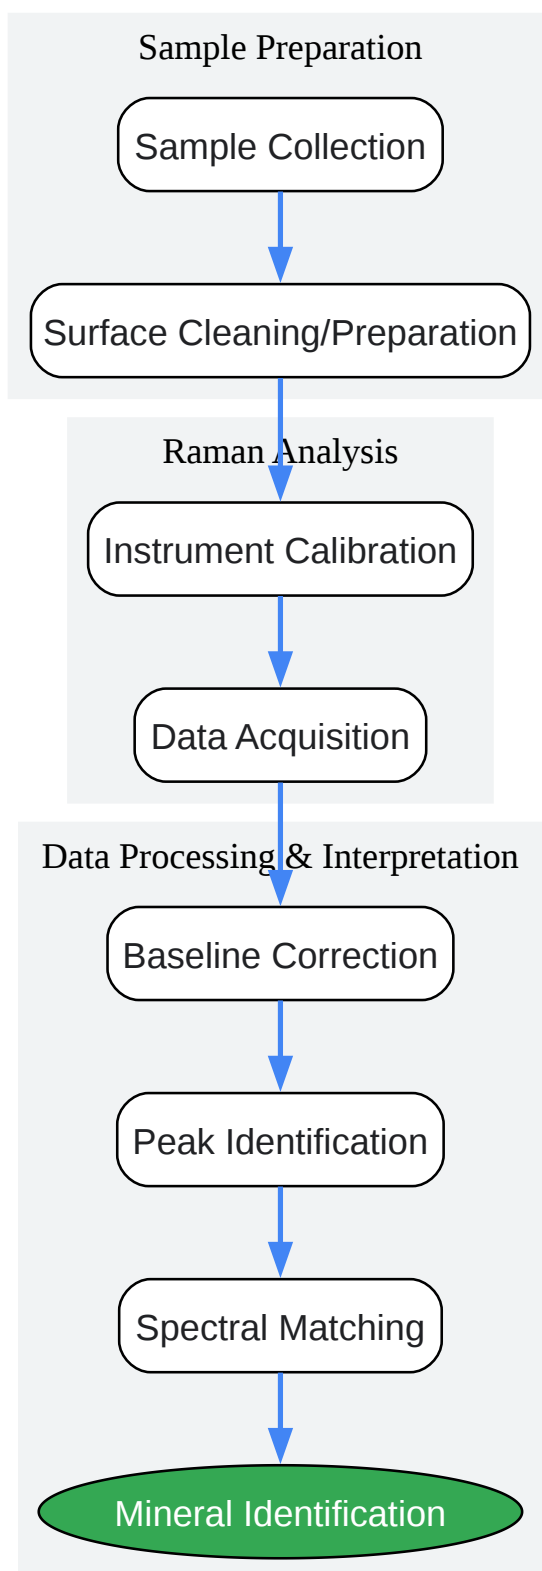 Sample Preparation
Sample Collection
Surface Cleaning/Preparation
Raman Analysis
Instrument Calibration
Data Acquisition
Data Processing & Interpretation
Baseline Correction
Peak Identification
Spectral Matching
Mineral Identification